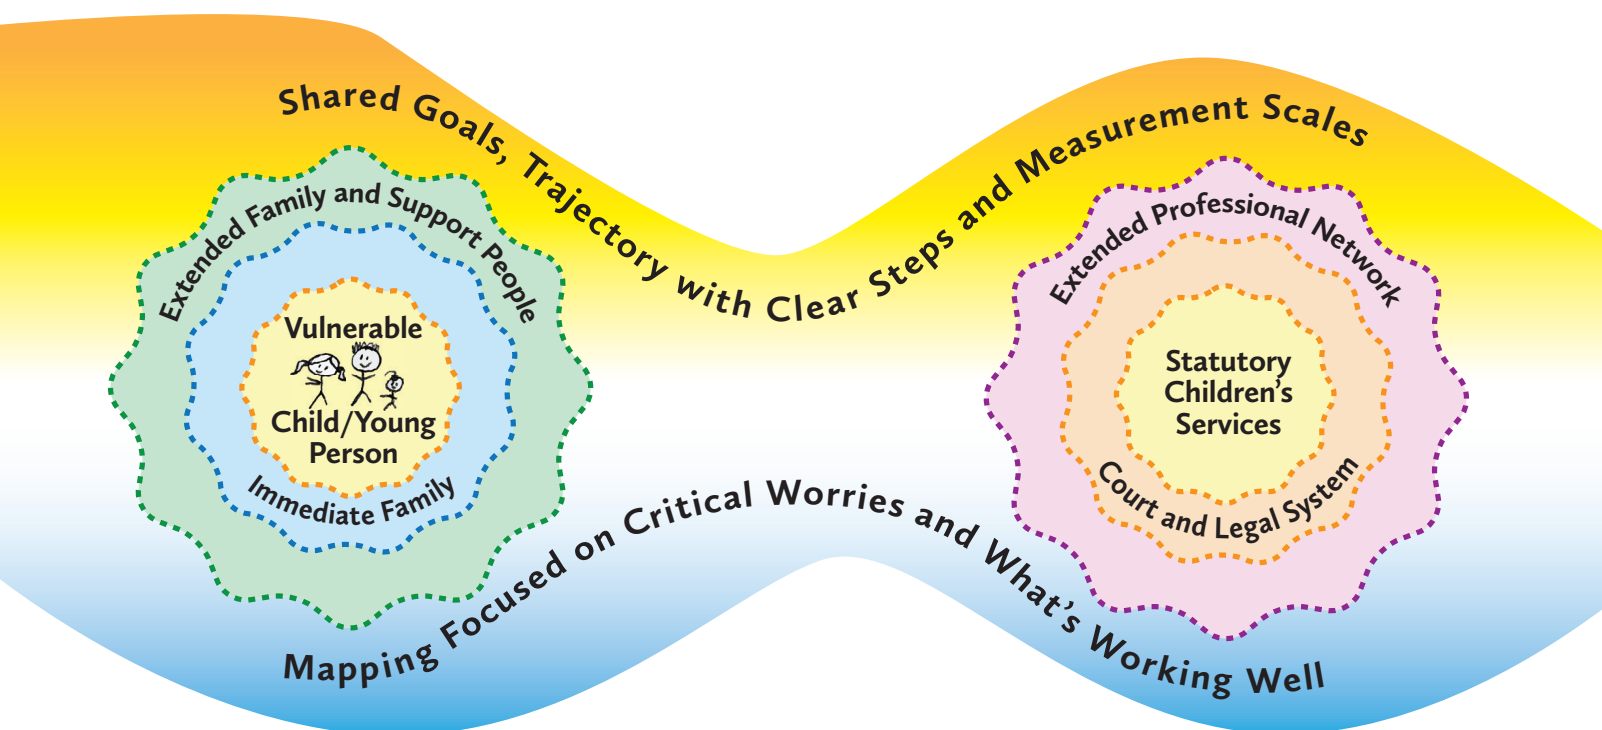 Shared Goals, Trajectory with Clear Steps and Measurement Scales
Extended Family and Support People
Vulnerable
Child/Young
Person
Immediate Family
Extended Professional Network
Statutory
Children's
Services
Court and Legal System
Mapping Focused on Critical Worries and What's Working Well